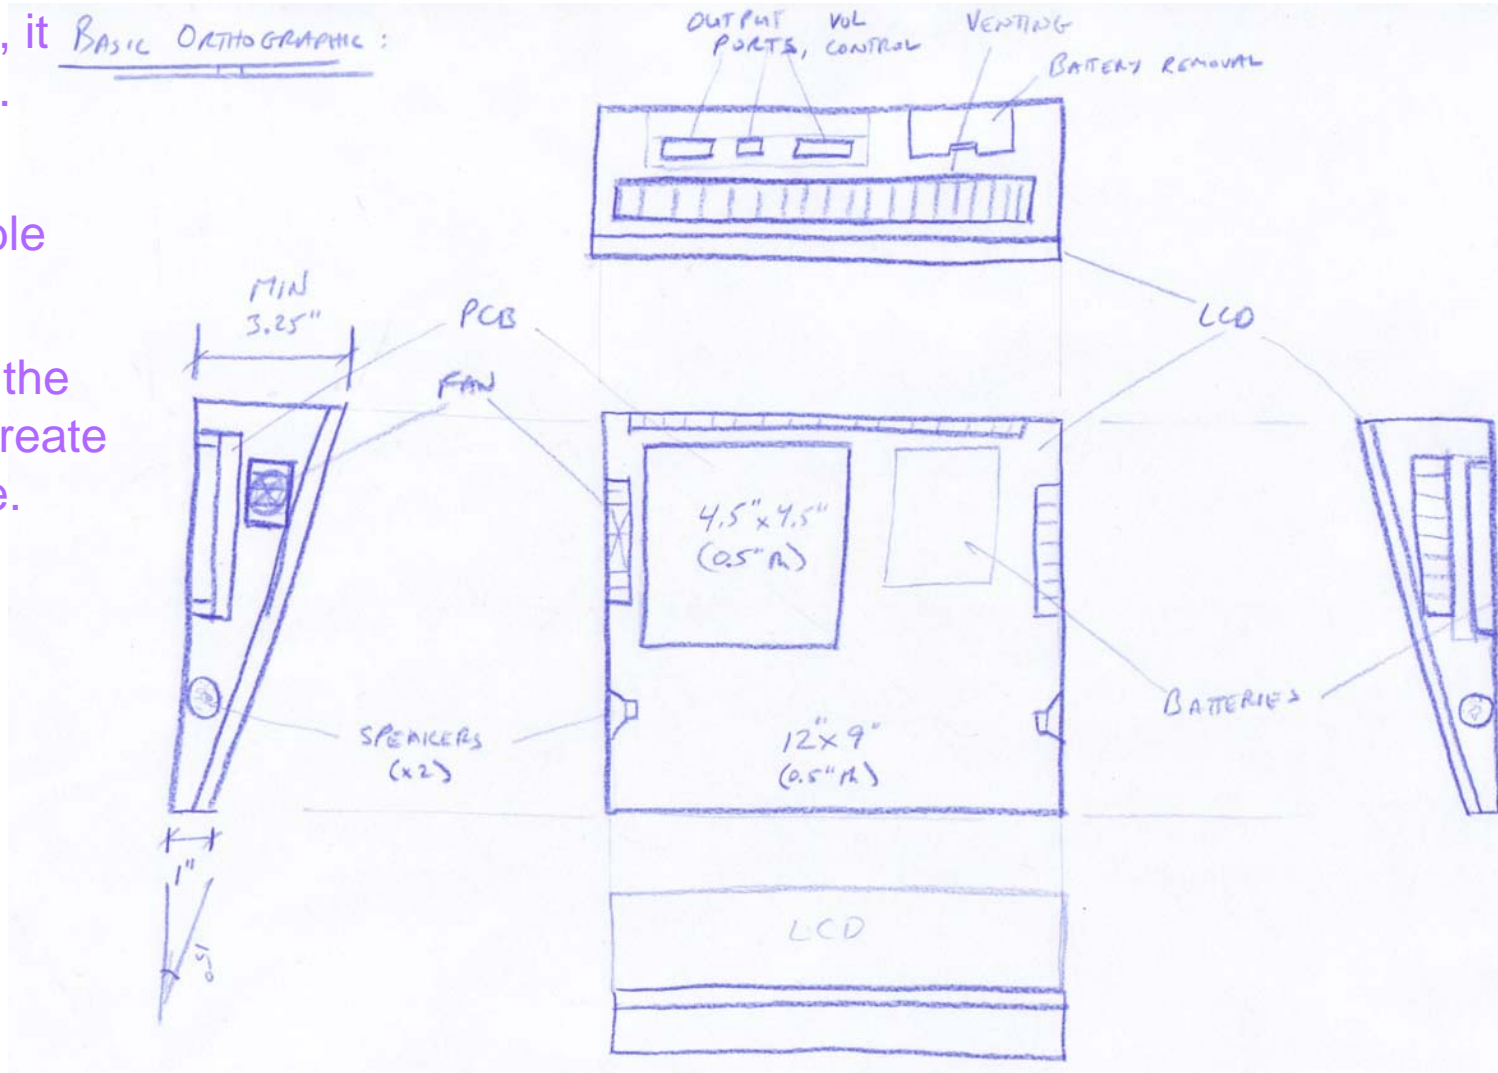 , it
.
ple
the
reate
e.
BASIC ORTHOGRAPHIC:
OUTPUT PORTS,
VOL CONTROL
VENTING
BATTERY REMOVAL
MIN
3.25"
PCB
FAN
LCD
4.5" x 4.5"
(0.5"
12" x 9"
(0.5"
SPEAKERS
(x2)
BATTERIES
1"
LCD